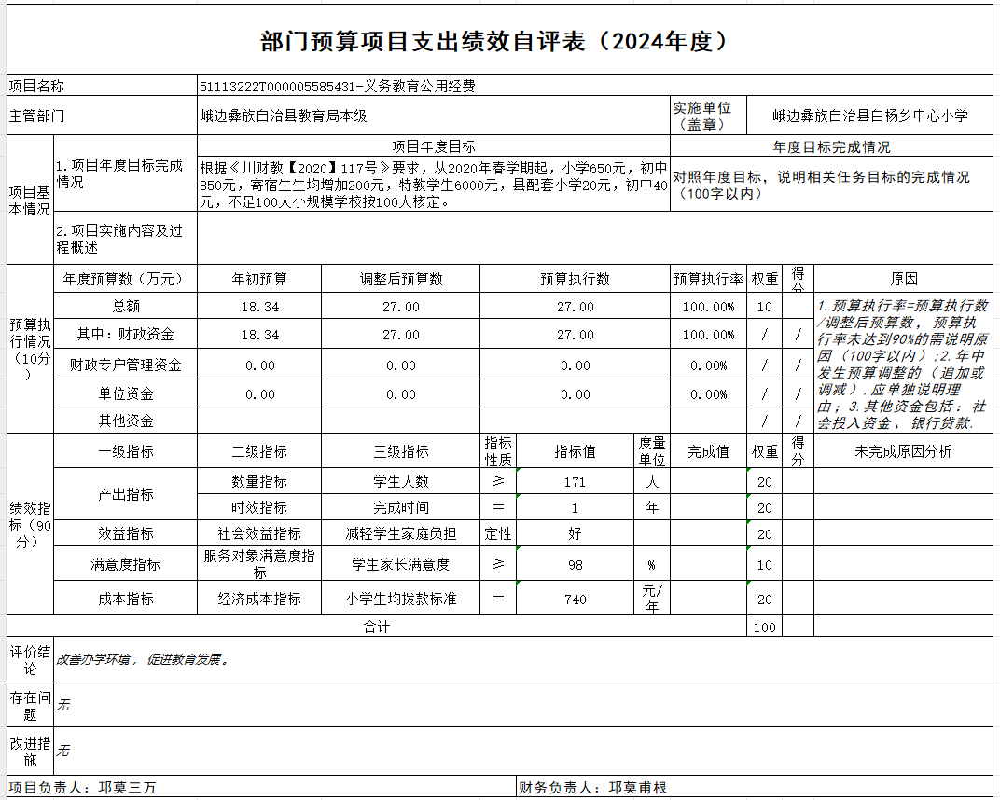 部门预算项目支出绩效自评表（2024年度）
项目名称 51113222T000005585431-义务教育公用经费
主管部门 峨边彝族自治县教育局本级 实施单位（盖章） 峨边彝族自治县白杨乡中心小学
项目基本情况
1.项目年度目标完成情况
项目年度目标 年度目标完成情况
根据《川财教【2020】117号》要求，从2020年春学期起，小学650元，初中
850元，寄宿生生均增加200元，特教学生6000元，县配套小学20元，初中40
元，不足100人小规模学校按100人核定。
对照年度目标，说明相关任务目标的完成情况
（100字以内）
2.项目实施内容及过程概述
预算执行情况（10分）
年度预算数（万元） 年初预算 调整后预算数 预算执行数 预算执行率 权重 得分 原因
总额 18.34 27.00 27.00 100.00% 10
其中：财政资金 18.34 27.00 27.00 100.00% / /
财政专户管理资金 0.00 0.00 0.00 0.00% / /
单位资金 0.00 0.00 0.00 0.00% / /
其他资金 / /
1.预算执行率=预算执行数
/调整后预算数，预算执
行率未达到90%的需说明原
因（100字以内）;2.年中
发生预算调整的（追加或
调减）,应单独说明理
由；3.其他资金包括：社
会投入资金、银行贷款.
绩效指标（90分）
一级指标 二级指标 三级指标 指标性质 指标值 度量单位 完成值 权重 得分 未完成原因分析
产出指标 数量指标 学生人数 ≥ 171 人 20
时效指标 完成时间 ＝ 1 年 20
效益指标 社会效益指标 减轻学生家庭负担 定性 好 20
满意度指标 服务对象满意度指标 学生家长满意度 ≥ 98 % 10
成本指标 经济成本指标 小学生均拨款标准 ＝ 740 元/年 20
合计 100
评价结论 改善办学环境，促进教育发展。
存在问题 无
改进措施 无
项目负责人：邛莫三万 财务负责人：邛莫甫根